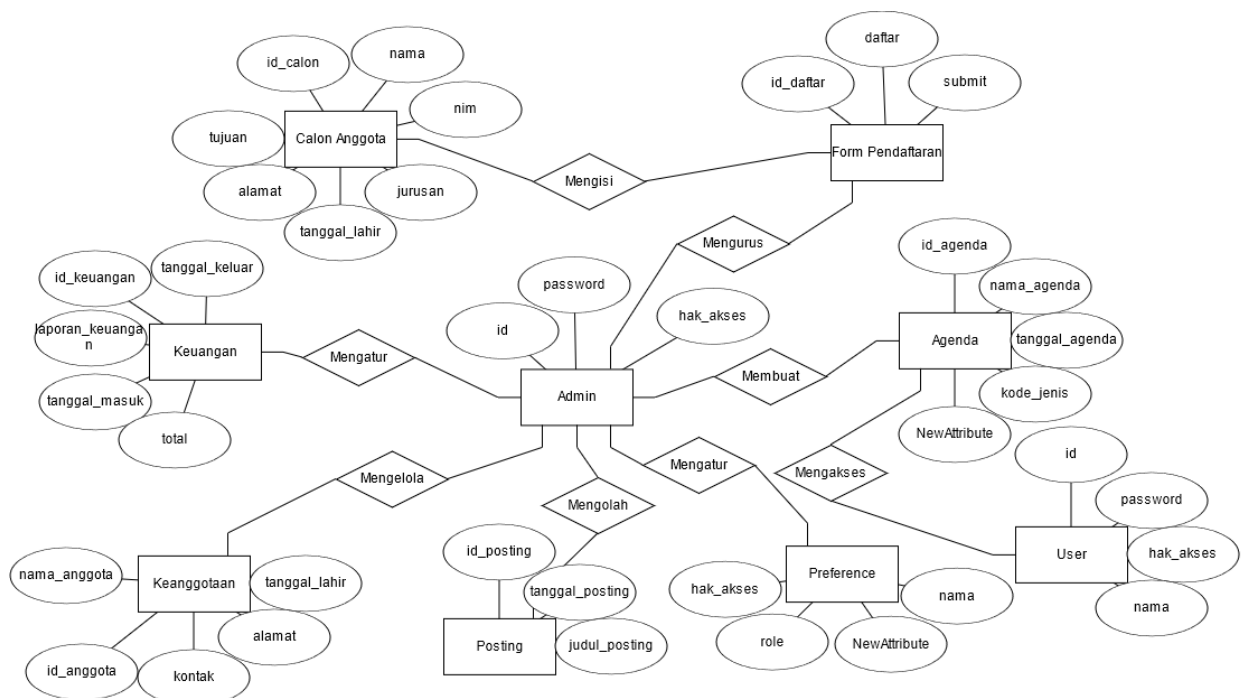 daftar
nama
id_calon
id_daftar
submit
nim
tujuan
Calon Anggota
Form Pendaftaran
Mengisi
alamat
jurusan
tanggal_lahir
Mengurus
id_agenda
tanggal_keluar
id_keuangan
password
nama_agenda
hak_akses
id
laporan_keuangan
n
Keuangan
Mengatur
Agenda
tanggal_agenda
Membuat
Admin
tanggal_masuk
kode_jenis
total
NewAttribute
id
Mengelola
Mengatur
Mengakses
Mengolah
password
id_posting
User
hak_akses
nama_anggota
Keanggotaan
tanggal_lahir
Preference
hak_akses
tanggal_posting
nama
nama
alamat
role
NewAttribute
Posting
judul_posting
id_anggota
kontak